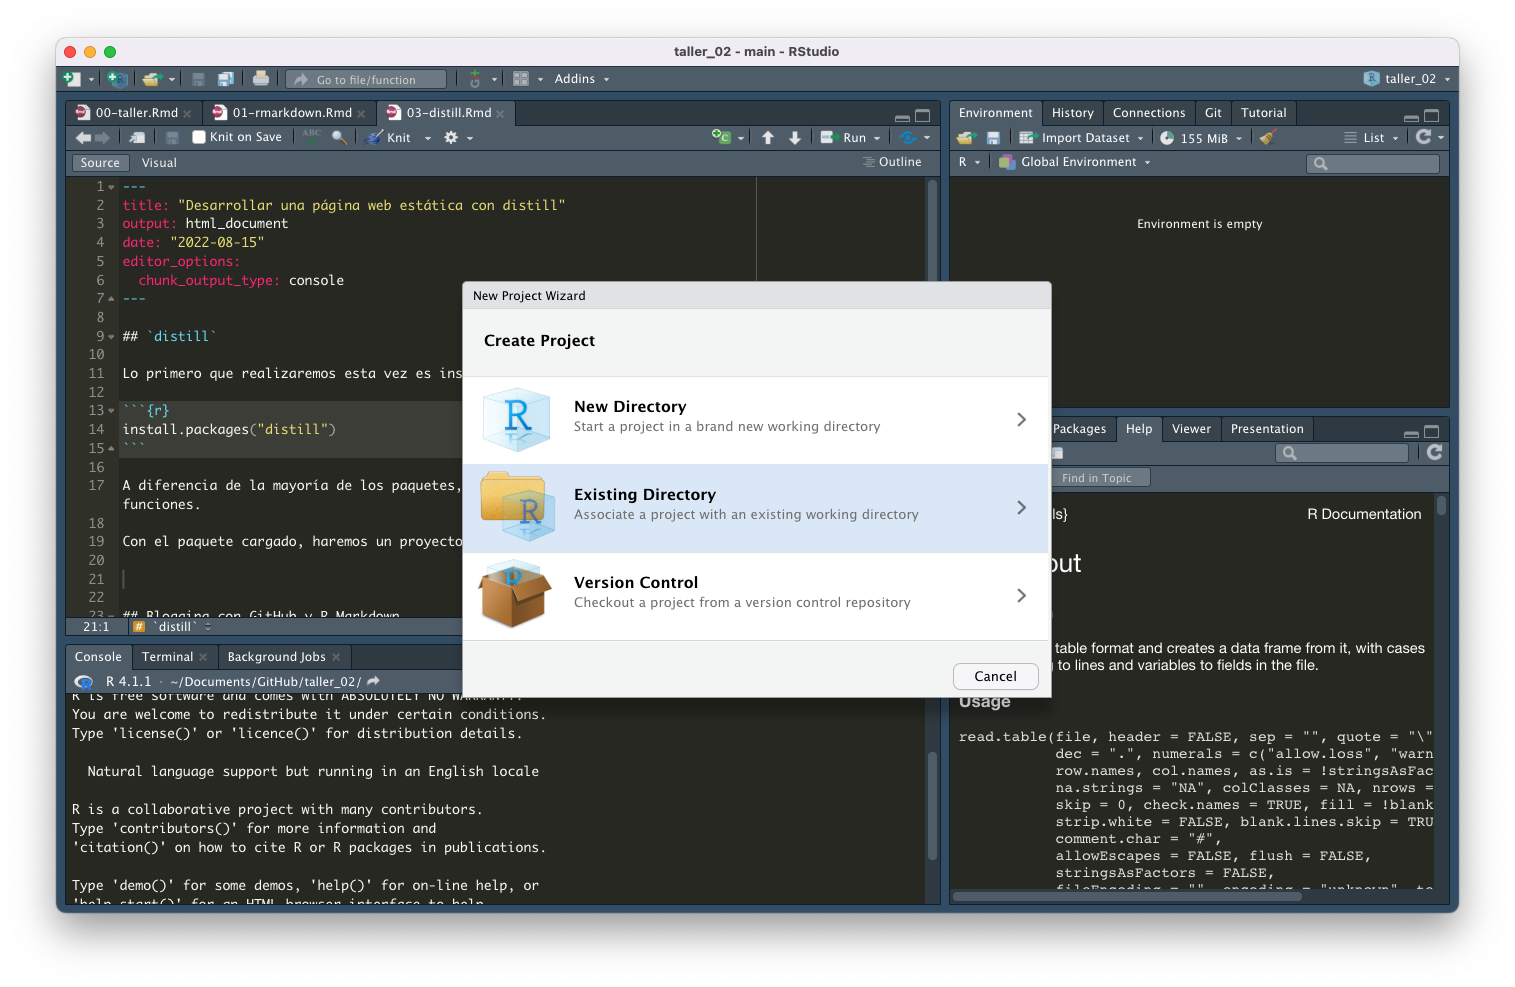 taller_02 - main - RStudio
Go to file/function
Addins
taller_02
00-taller.Rmd
01-rmarkdown.Rmd
03-distill.Rmd
Knit on Save
ABC
Knit
Run
Source
Visual
Outline
1 ---
2 title: "Desarrollar una página web estática con distill"
3 output: html_document
4 date: "2022-08-15"
5 editor_options:
6 chunk_output_type: console
7 ---
8
9 ## `distill`
10
11 Lo primero que realizaremos esta vez es ins
12
13 ```{r}
14 install.packages("distill")
15 ```
16
17 A diferencia de la mayoría de los paquetes,
funciones.
18
19 Con el paquete cargado, haremos un proyecto
20
21
22
23 ## Blogging con GitHub y R Markdown
21:1
# `distill`
Console
Terminal
Background Jobs
R 4.1.1 · ~/Documents/GitHub/taller_02/
R is free software and comes with ABSOLUTELY NO WARRANTY.
You are welcome to redistribute it under certain conditions.
Type 'license()' or 'licence()' for distribution details.
Natural language support but running in an English locale
R is a collaborative project with many contributors.
Type 'contributors()' for more information and
'citation()' on how to cite R or R packages in publications.
Type 'demo()' for some demos, 'help()' for on-line help, or
'help.start()' for an HTML browser interface to help.
New Project Wizard
Create Project
R
New Directory
Start a project in a brand new working directory
R
Existing Directory
Associate a project with an existing working directory
R
Version Control
Checkout a project from a version control repository
Cancel
Environment
History
Connections
Git
Tutorial
Import Dataset
155 MiB
List
R
Global Environment
Environment is empty
Packages
Help
Viewer
Presentation
Find in Topic
ls}
R Documentation
out
)
table format and creates a data frame from it, with cases
to lines and variables to fields in the file.
Usage
read.table(file, header = FALSE, sep = "", quote = "\"
dec = ".", numerals = c("allow.loss", "warn
row.names, col.names, as.is = !stringsAsFac
na.strings = "NA", colClasses = NA, nrows =
skip = 0, check.names = TRUE, fill = !blank
strip.white = FALSE, blank.lines.skip = TRU
comment.char = "#",
allowEscapes = FALSE, flush = FALSE,
stringsAsFactors = FALSE,
fileEncoding = "", encoding = "unknown", te